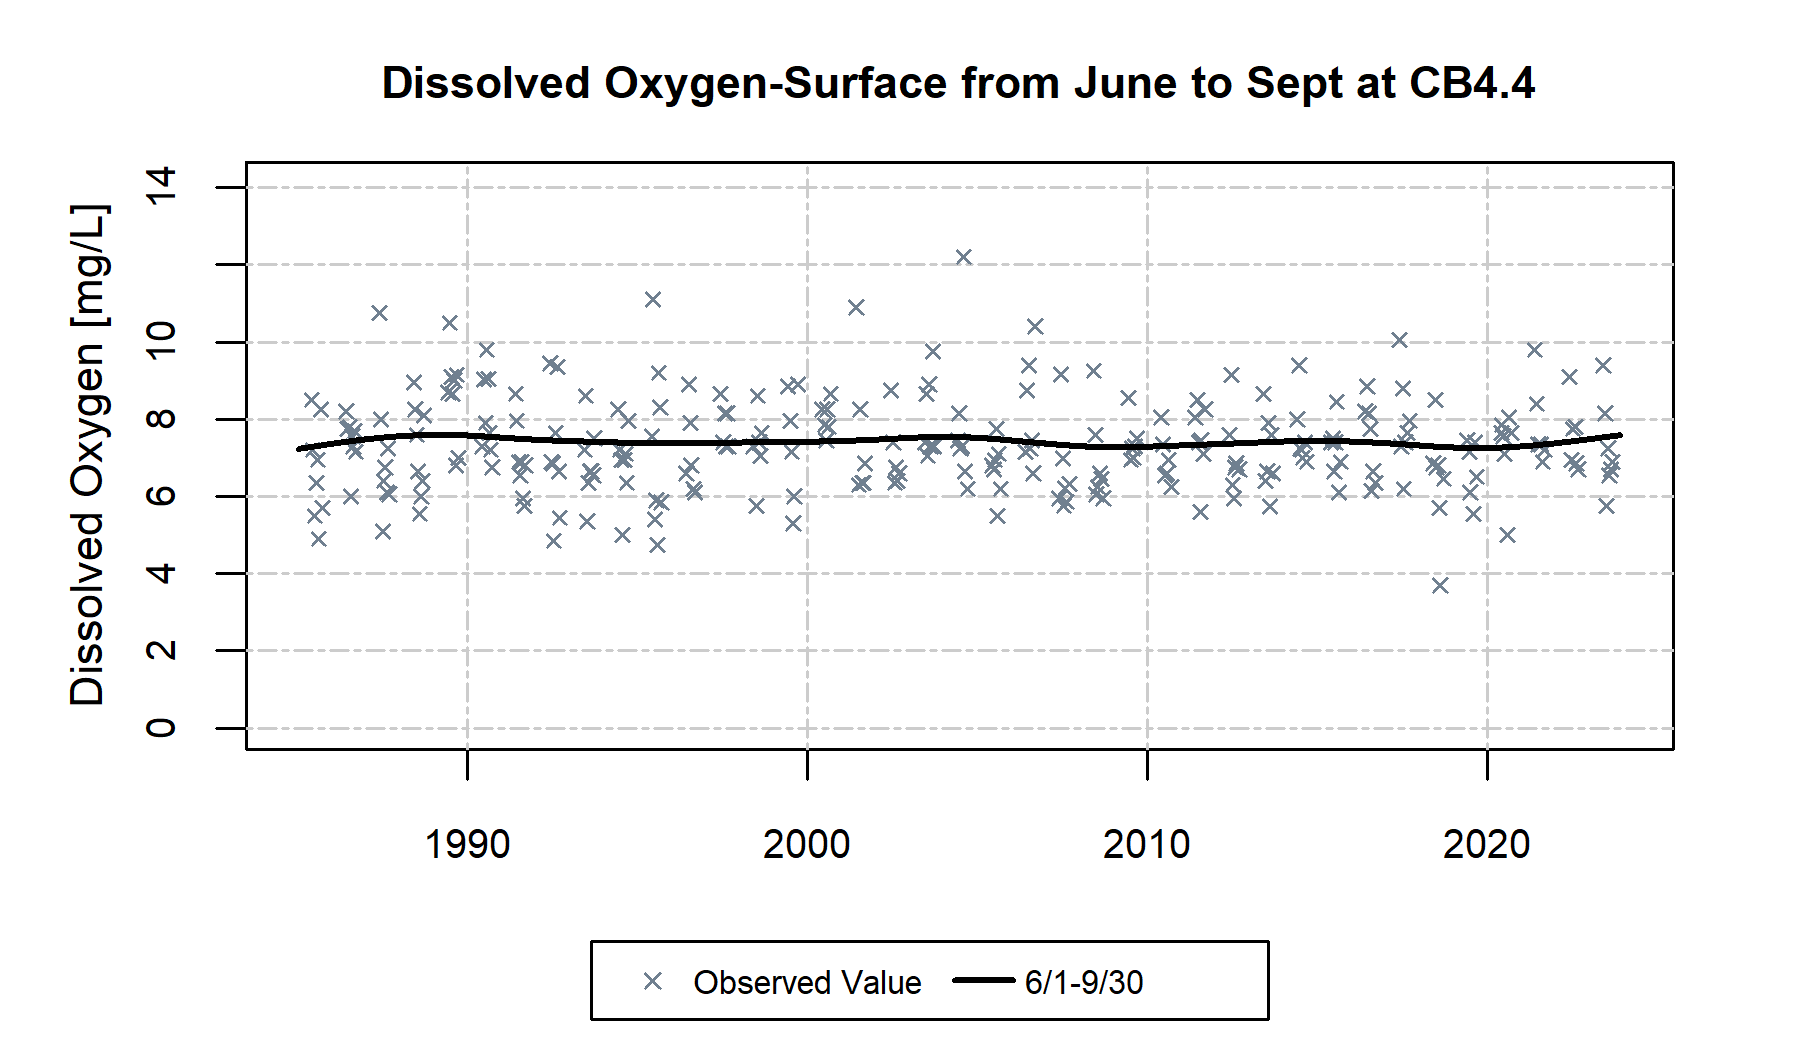 Dissolved Oxygen-Surface from June to Sept at CB4.4
Dissolved Oxygen [mg/L]
14
10
8
6
4
2
0
1990 2000 2010 2020
Observed Value 6/1-9/30